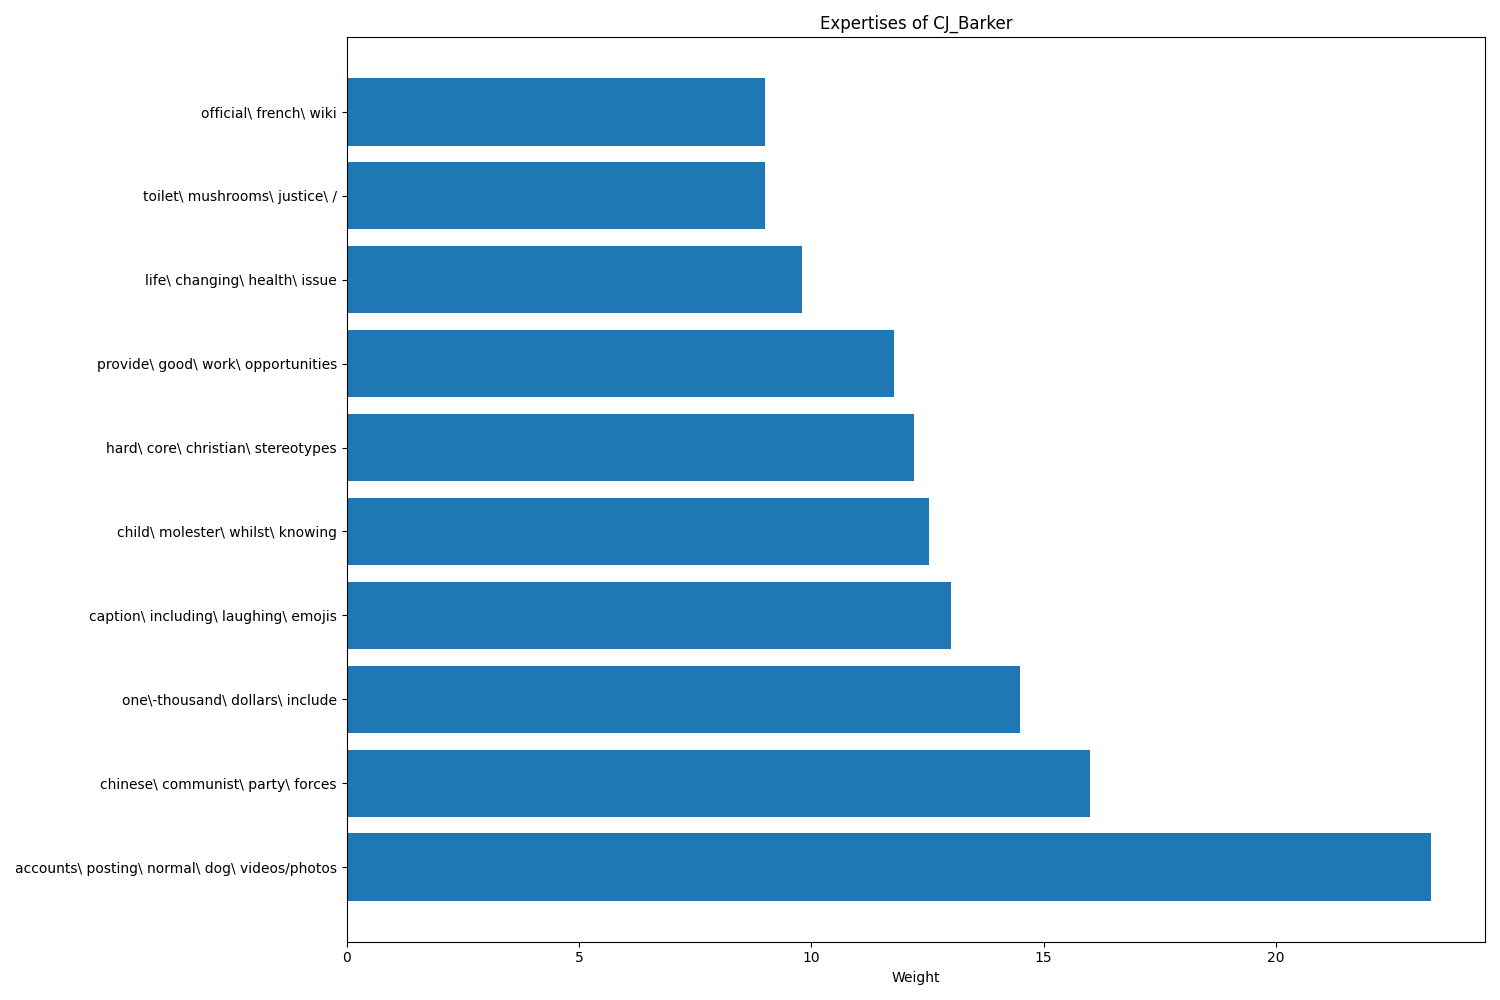 Expertises of CJ_Barker
official\ french\ wiki
toilet\ mushrooms\ justice\ /
life\ changing\ health\ issue
provide\ good\ work\ opportunities
hard\ core\ christian\ stereotypes
child\ molester\ whilst\ knowing
caption\ including\ laughing\ emojis
one\-thousand\ dollars\ include
chinese\ communist\ party\ forces
accounts\ posting\ normal\ dog\ videos/photos
0 5 10 15 20
Weight